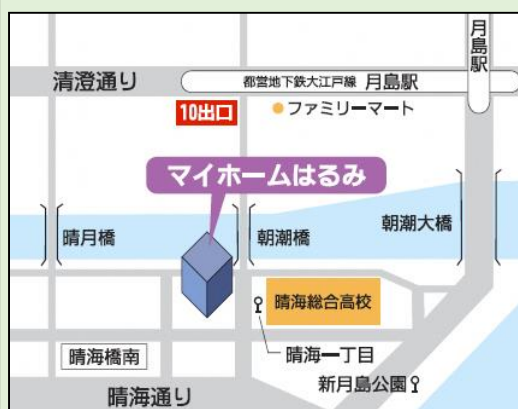 月島駅
清澄通り
都営地下鉄大江戸線 月島駅
10出口
ファミリーマート
マイホームはるみ
晴月橋
朝潮橋
朝潮大橋
晴海総合高校
晴海橋南
晴海一丁目
新月島公園
晴海通り